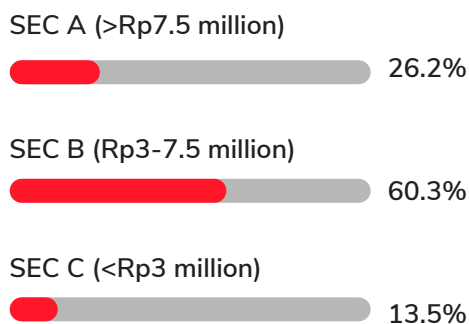 SEC A (>Rp7.5 million)
26.2%
SEC B (Rp3-7.5 million)
60.3%
SEC C (<Rp3 million)
13.5%